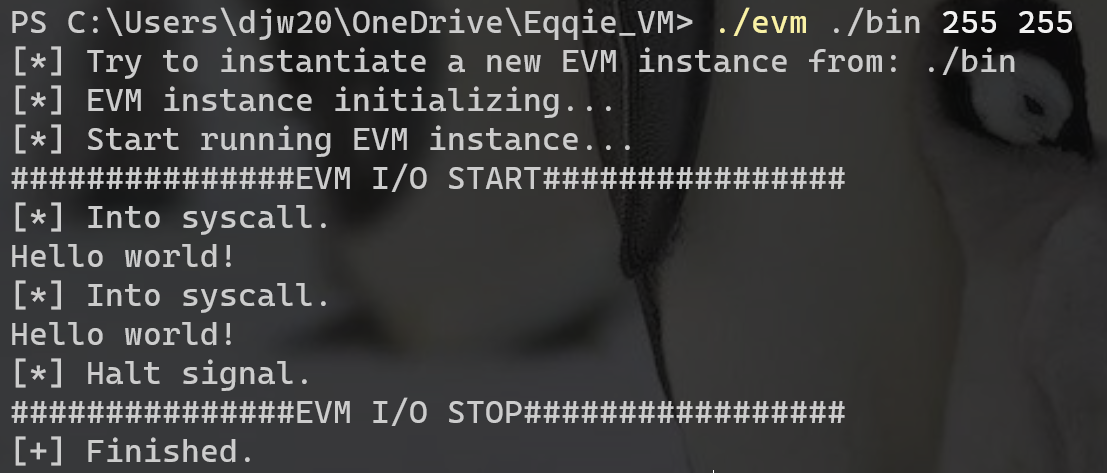 PS C:\Users\djw20\OneDrive\Eqqie_VM> ./evm ./bin 255 255
[*] Try to instantiate a new EVM instance from: ./bin
[*] EVM instance initializing...
[*] Start running EVM instance...
###############EVM I/O START################
[*] Into syscall.
Hello world!
[*] Into syscall.
Hello world!
[*] Halt signal.
###############EVM I/O STOP#################
[+] Finished.